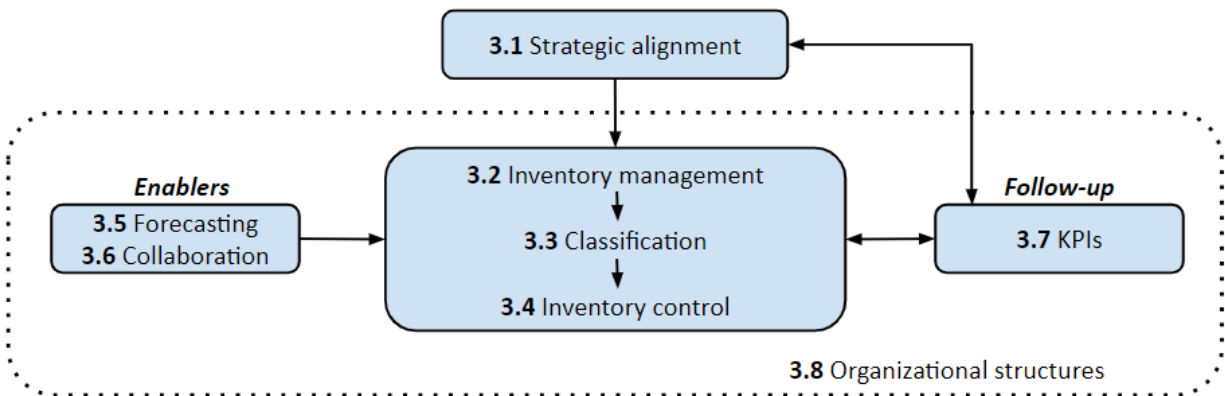 3.1 Strategic alignment
Enablers
3.5 Forecasting
3.6 Collaboration
3.2 Inventory management
3.3 Classification
3.4 Inventory control
Follow-up
3.7 KPIs
3.8 Organizational structures